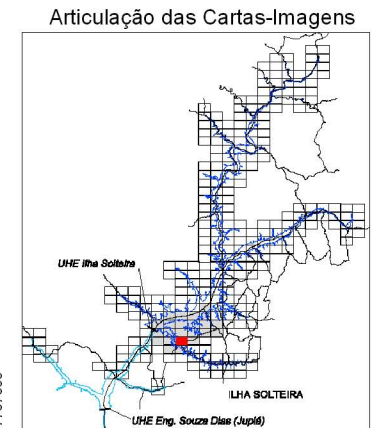 Articulação das Cartas-Imagens
UHE Ilha Solteira
ILHA SOLTEIRA
UHE Eng. Souza Dias (Jupiá)